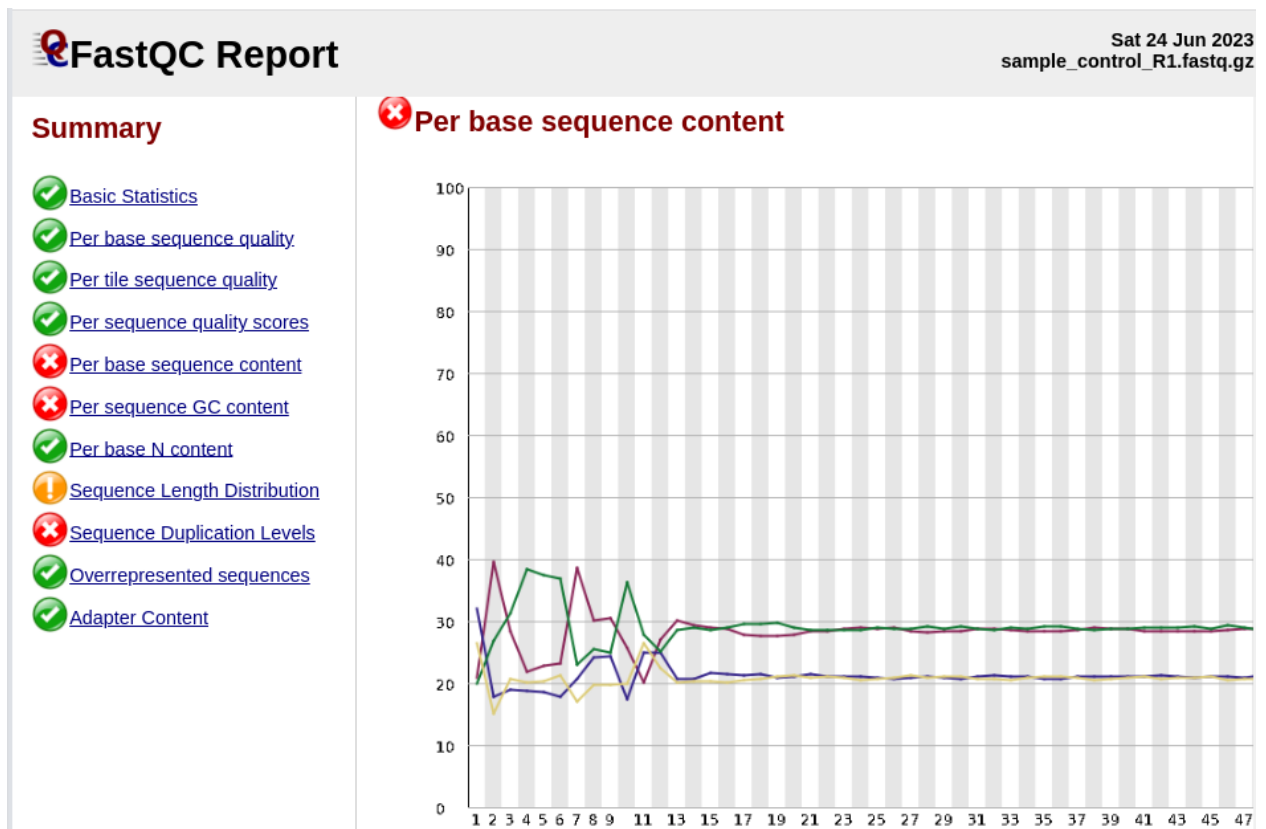 FastQC Report
Sat 24 Jun 2023
sample_control_R1.fastq.gz
Summary
Basic Statistics
Per base sequence quality
Per tile sequence quality
Per sequence quality scores
Per base sequence content
Per sequence GC content
Per base N content
Sequence Length Distribution
Sequence Duplication Levels
Overrepresented sequences
Adapter Content
Per base sequence content
100
90
80
70
60
50
40
30
20
10
0
1 2 3 4 5 6 7 8 9 11 13 15 17 19 21 23 25 27 29 31 33 35 37 39 41 43 45 47